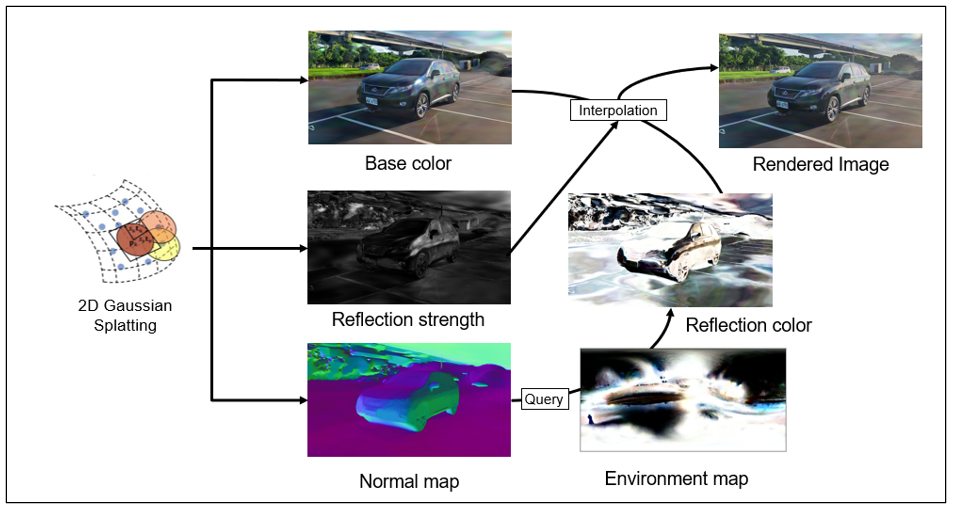 Base color
Interpolation
Rendered Image
2D Gaussian
Splatting
Reflection strength
Reflection color
Query
Normal map
Environment map